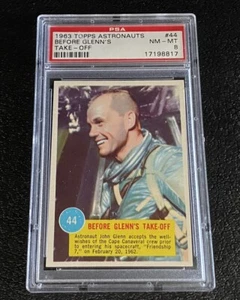 PSA
1963 TOPPS ASTRONAUTS #44
BEFORE GLENN'S NM-MT
TAKE-OFF 8
17198817
44
BEFORE GLENN'S TAKE-OFF
Astronaut John Glenn accepts the well-
wishes of the Cape Canaveral crew prior
to entering his spacecraft, "Friendship
7," on February 20, 1962.